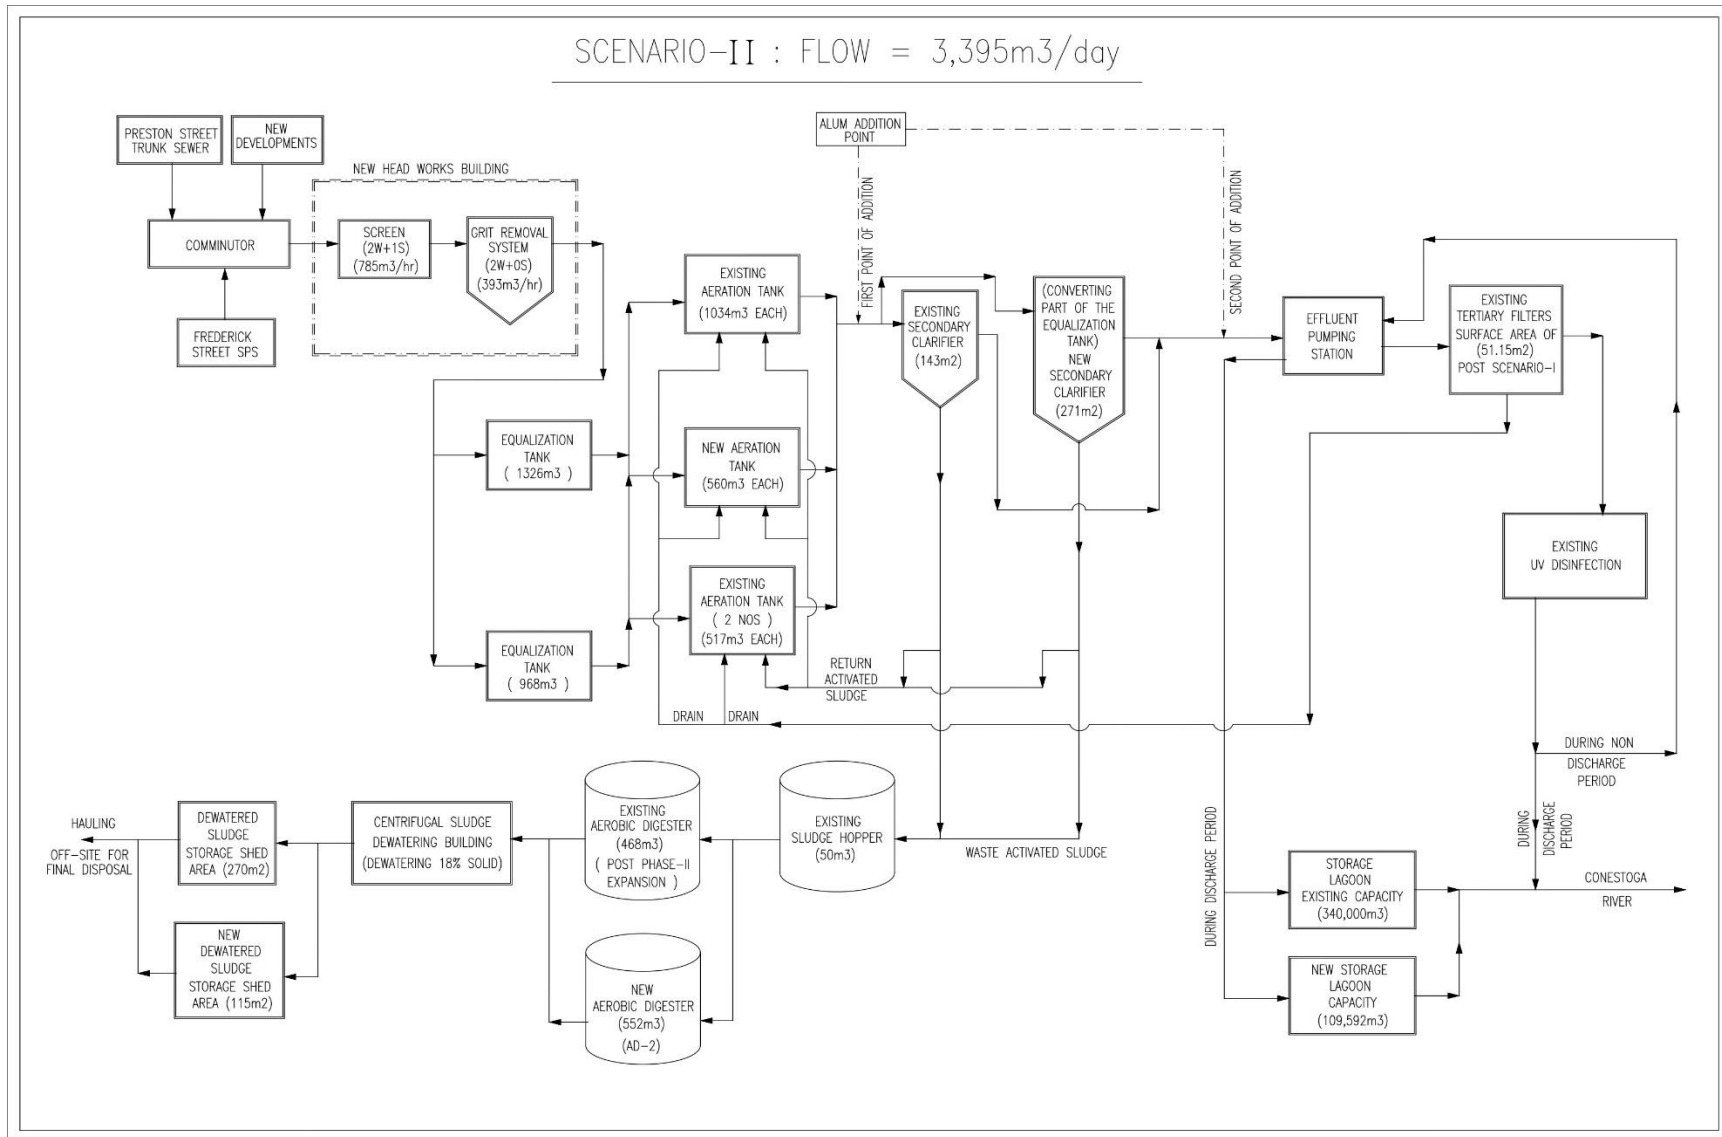 SCENARIO-II : FLOW = 3,395m3/day
PRESTON STREET
TRUNK SEWER
NEW
DEVELOPMENTS
NEW HEAD WORKS BUILDING
COMMINUTOR
SCREEN
(2W+1S)
(785m3/hr)
GRIT REMOVAL
SYSTEM
(2W+0S)
(393m3/hr)
FREDERICK
STREET SPS
EQUALIZATION
TANK
( 1326m3 )
EQUALIZATION
TANK
( 968m3 )
EXISTING
AERATION TANK
(1034m3 EACH)
NEW AERATION
TANK
(560m3 EACH)
EXISTING
AERATION TANK
( 2 NOS )
(517m3 EACH)
ALUM ADDITION
POINT
FIRST POINT OF ADDITION
SECOND POINT OF ADDITION
EXISTING
SECONDARY
CLARIFIER
(143m2)
(CONVERTING
PART OF THE
EQUALIZATION
TANK)
NEW
SECONDARY
CLARIFIER
(271m2)
EFFLUENT
PUMPING
STATION
EXISTING
TERTIARY FILTERS
SURFACE AREA OF
(51.15m2)
POST SCENARIO-I
EXISTING
UV DISINFECTION
RETURN
ACTIVATED
SLUDGE
DRAIN
DRAIN
DURING NON
DISCHARGE
PERIOD
DURING
DISCHARGE
PERIOD
DURING DISCHARGE PERIOD
STORAGE
LAGOON
EXISTING CAPACITY
(340,000m3)
NEW STORAGE
LAGOON
CAPACITY
(109,592m3)
CONESTOGA
RIVER
WASTE ACTIVATED SLUDGE
EXISTING
SLUDGE HOPPER
(50m3)
EXISTING
AEROBIC DIGESTER
(468m3)
( POST PHASE-II
EXPANSION )
NEW
AEROBIC DIGESTER
(552m3)
(AD-2)
CENTRIFUGAL SLUDGE
DEWATERING BUILDING
(DEWATERING 18% SOLID)
DEWATERED
SLUDGE
STORAGE SHED
AREA (270m2)
NEW
DEWATERED
SLUDGE
STORAGE SHED
AREA (115m2)
HAULING
OFF-SITE FOR
FINAL DISPOSAL